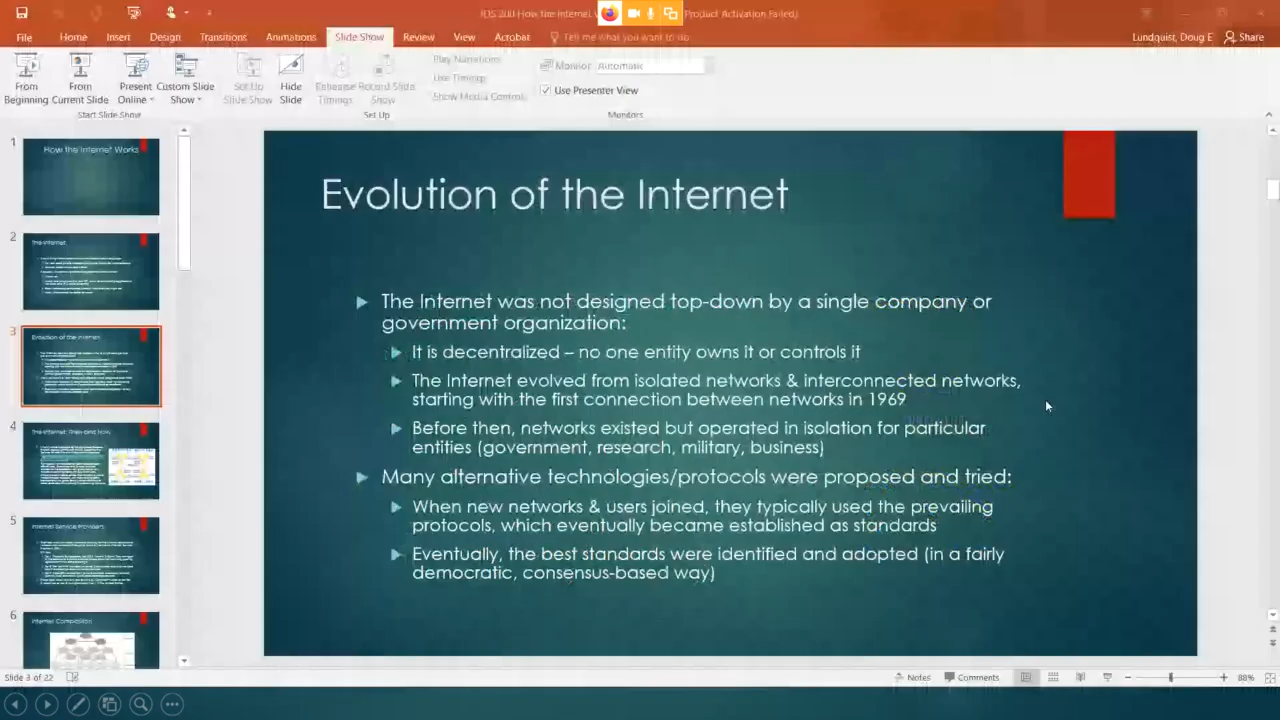 IDS 200 How the Internet
Product Activation Failed)
File Home Insert Design Transitions Animations Slide Show Review View Acrobat Tell me what you want to do
Lundquist, Doug E Share
From Beginning
From Current Slide
Present Online
Custom Slide Show
Set Up Slide Show
Hide Slide
Rehearse Timings
Record Slide Show
Play Narrations
Use Timings
Show Media Controls
Monitor: Automatic
Use Presenter View
Start Slide Show
Set Up
Monitors
1
How the Internet Works
2
The Internet
3
Evolution of the Internet
4
The Internet: Then and Now
5
Internet Service Providers
6
Internet Composition
Evolution of the Internet
The Internet was not designed top-down by a single company or
government organization:
It is decentralized – no one entity owns it or controls it
The Internet evolved from isolated networks & interconnected networks,
starting with the first connection between networks in 1969
Before then, networks existed but operated in isolation for particular
entities (government, research, military, business)
Many alternative technologies/protocols were proposed and tried:
When new networks & users joined, they typically used the prevailing
protocols, which eventually became established as standards
Eventually, the best standards were identified and adopted (in a fairly
democratic, consensus-based way)
Slide 3 of 22
Notes
Comments
88%